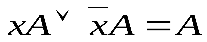 xA ∨ x̅A = A